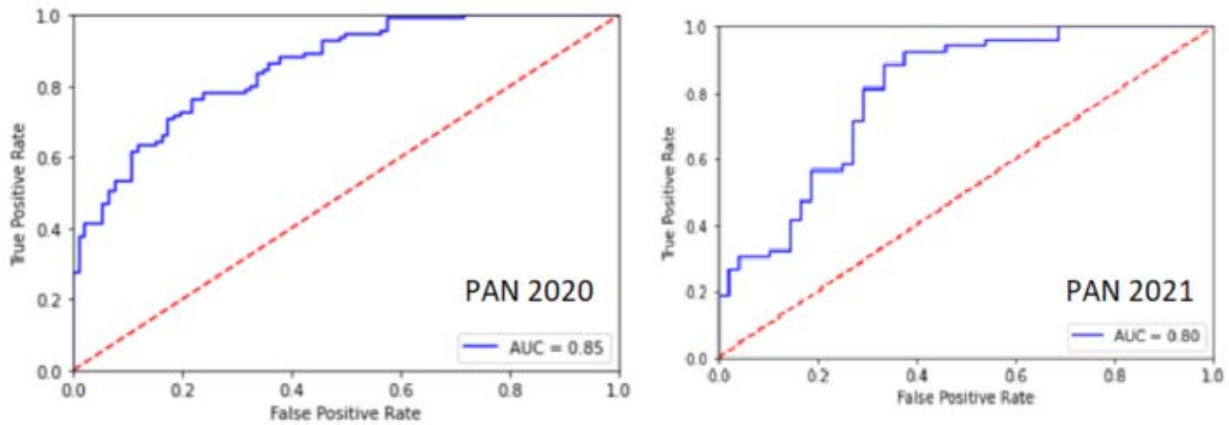 1.0
0.8
0.6
0.4
0.2
0.0
True Positive Rate
PAN 2020
AUC = 0.85
0.0 0.2 0.4 0.6 0.8 1.0
False Positive Rate
1.0
0.8
0.6
0.4
0.2
0.0
True Positive Rate
PAN 2021
AUC = 0.80
0.0 0.2 0.4 0.6 0.8 1.0
False Positive Rate